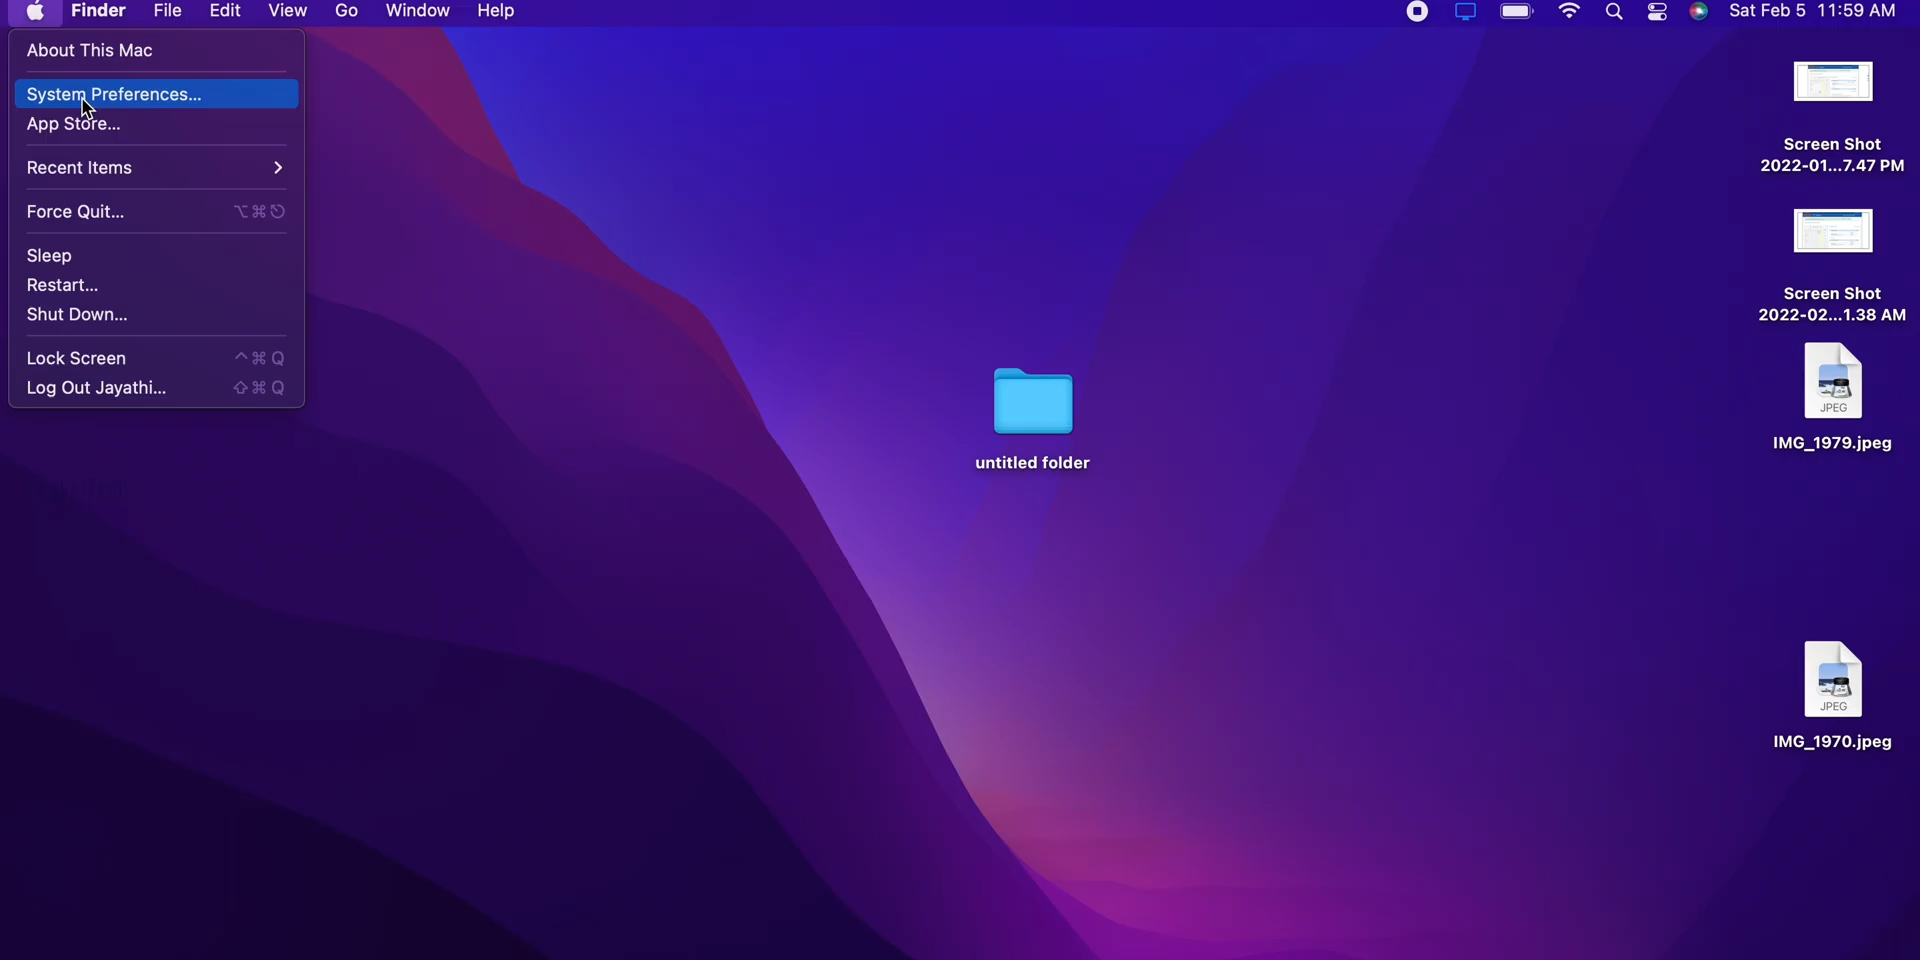 Finder File Edit View Go Window Help Sat Feb 5 11:59 AM
About This Mac
System Preferences...
App Store...
Recent Items
Force Quit... ⌥⌘⎋
Sleep
Restart...
Shut Down...
Lock Screen ^⌘Q
Log Out Jayathi... ⇧⌘Q
untitled folder
Screen Shot
2022-01...7.47 PM
Screen Shot
2022-02...1.38 AM
JPEG
IMG_1979.jpeg
JPEG
IMG_1970.jpeg